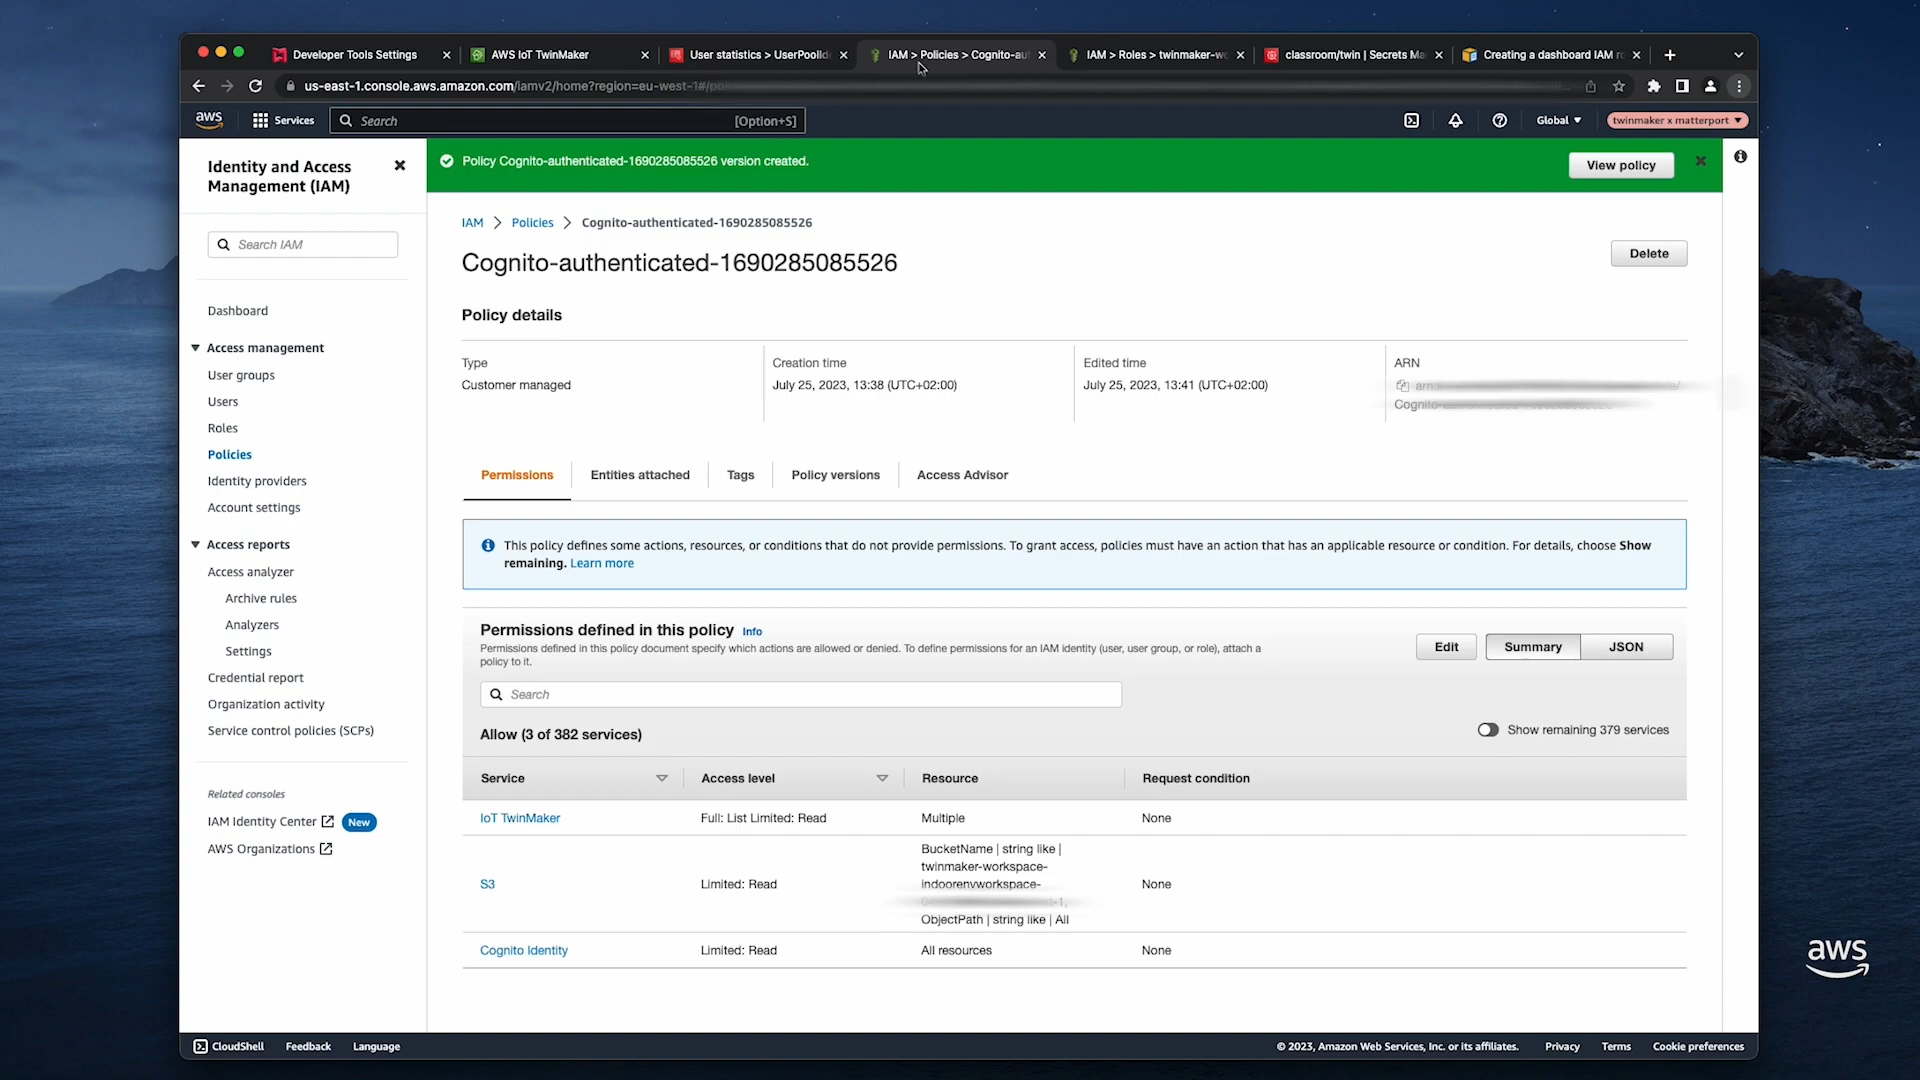 Developer Tools Settings
AWS IoT TwinMaker
User statistics > UserPoolId
IAM > Policies > Cognito-aut
IAM > Roles > twinmaker-wo
classroom/twin | Secrets Ma
Creating a dashboard IAM ro
us-east-1.console.aws.amazon.com/iamv2/home?region=eu-west-1#/pol
aws
Services
Search
[Option+S]
Global
twinmaker x matterport
Identity and Access
Management (IAM)
Search IAM
Dashboard
Access management
User groups
Users
Roles
Policies
Identity providers
Account settings
Access reports
Access analyzer
Archive rules
Analyzers
Settings
Credential report
Organization activity
Service control policies (SCPs)
Related consoles
IAM Identity Center New
AWS Organizations
Policy Cognito-authenticated-1690285085526 version created.
View policy
IAM > Policies > Cognito-authenticated-1690285085526
Cognito-authenticated-1690285085526
Delete
Policy details
Type
Customer managed
Creation time
July 25, 2023, 13:38 (UTC+02:00)
Edited time
July 25, 2023, 13:41 (UTC+02:00)
ARN
Permissions
Entities attached
Tags
Policy versions
Access Advisor
This policy defines some actions, resources, or conditions that do not provide permissions. To grant access, policies must have an action that has an applicable resource or condition. For details, choose Show
remaining. Learn more
Permissions defined in this policy Info
Permissions defined in this policy document specify which actions are allowed or denied. To define permissions for an IAM identity (user, user group, or role), attach a
policy to it.
Edit
Summary
JSON
Search
Allow (3 of 382 services)
Show remaining 379 services
Service
Access level
Resource
Request condition
IoT TwinMaker
Full: List Limited: Read
Multiple
None
S3
Limited: Read
BucketName | string like |
twinmaker-workspace-
indoorenvworkspace-
ObjectPath | string like | All
None
Cognito Identity
Limited: Read
All resources
None
CloudShell
Feedback
Language
© 2023, Amazon Web Services, Inc. or its affiliates.
Privacy
Terms
Cookie preferences
aws